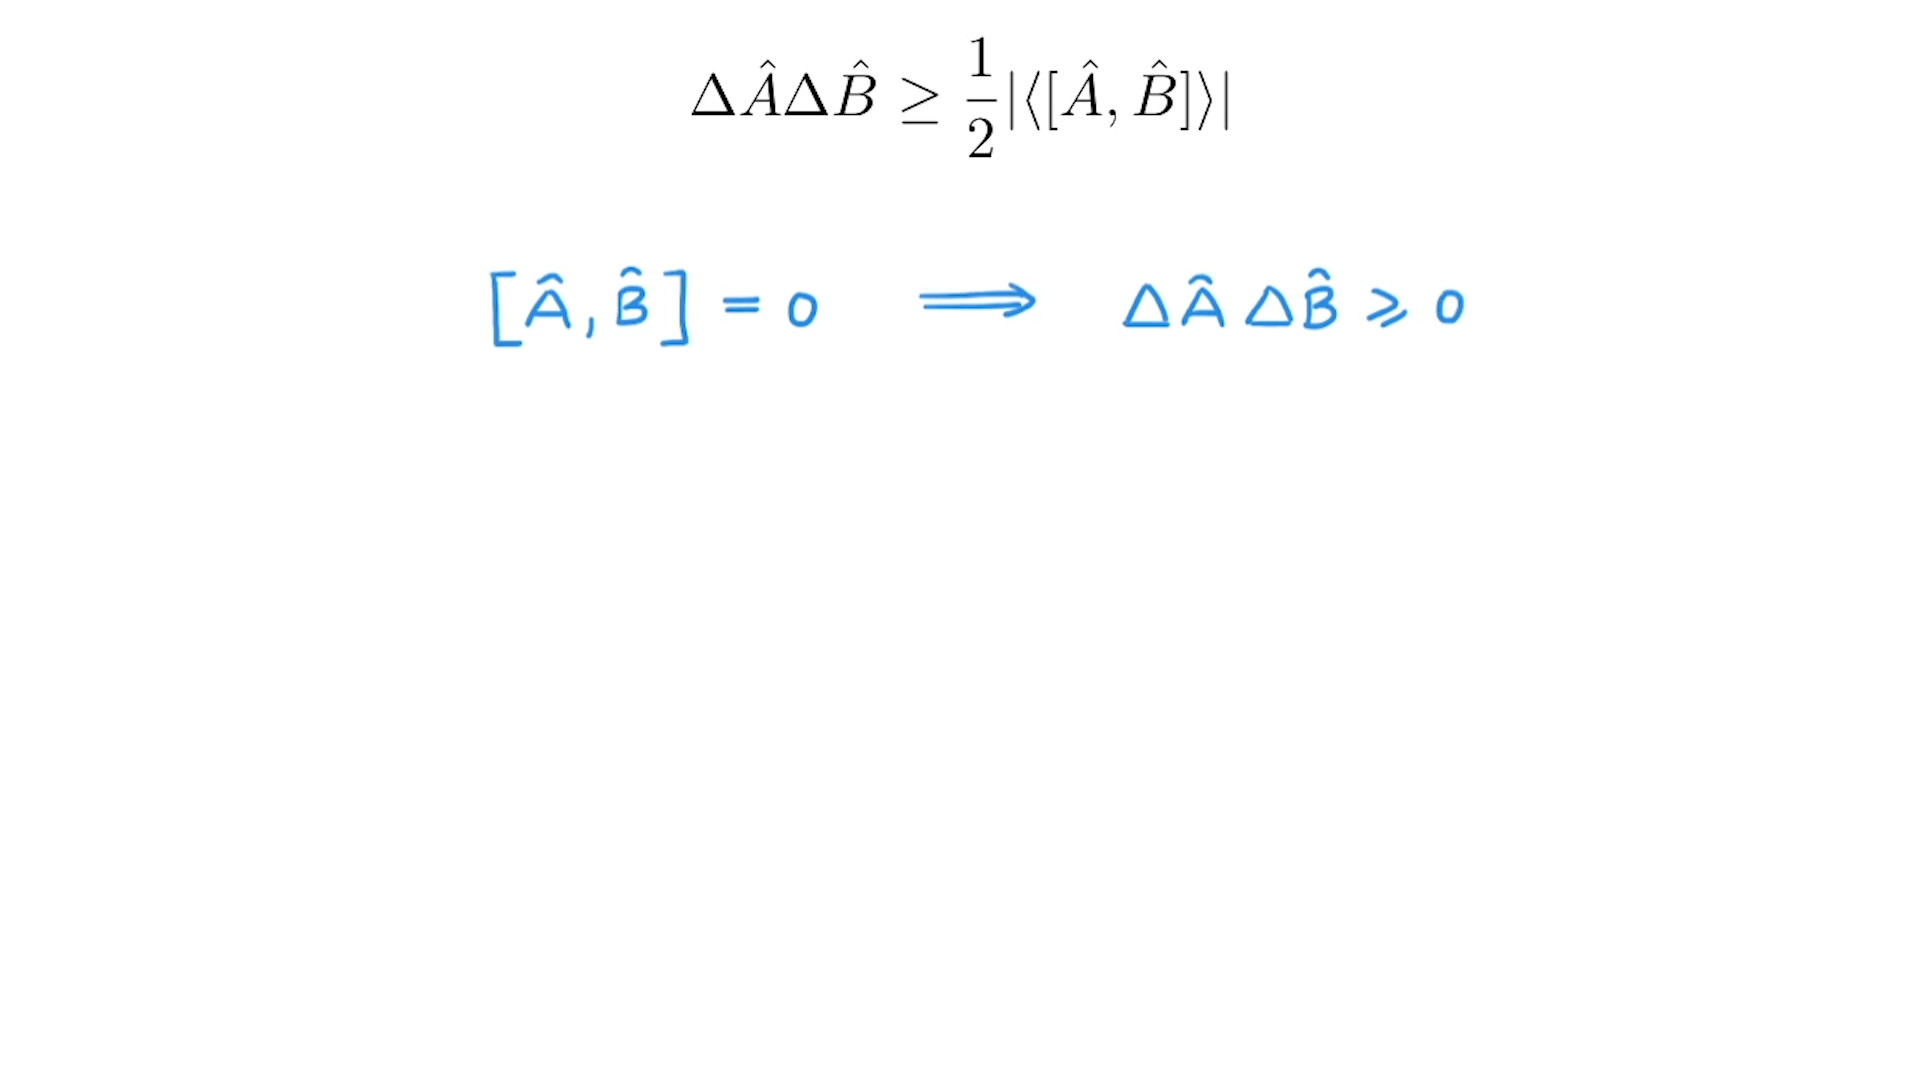 ΔÂΔB̂ ≥ 1/2 |⟨[Â, B̂]⟩|
[Â, B̂] = 0 ⟹ ΔÂ ΔB̂ ⩾ 0